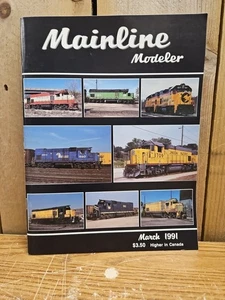 Mainline
Modeler
March 1991
$3.50 Higher in Canada